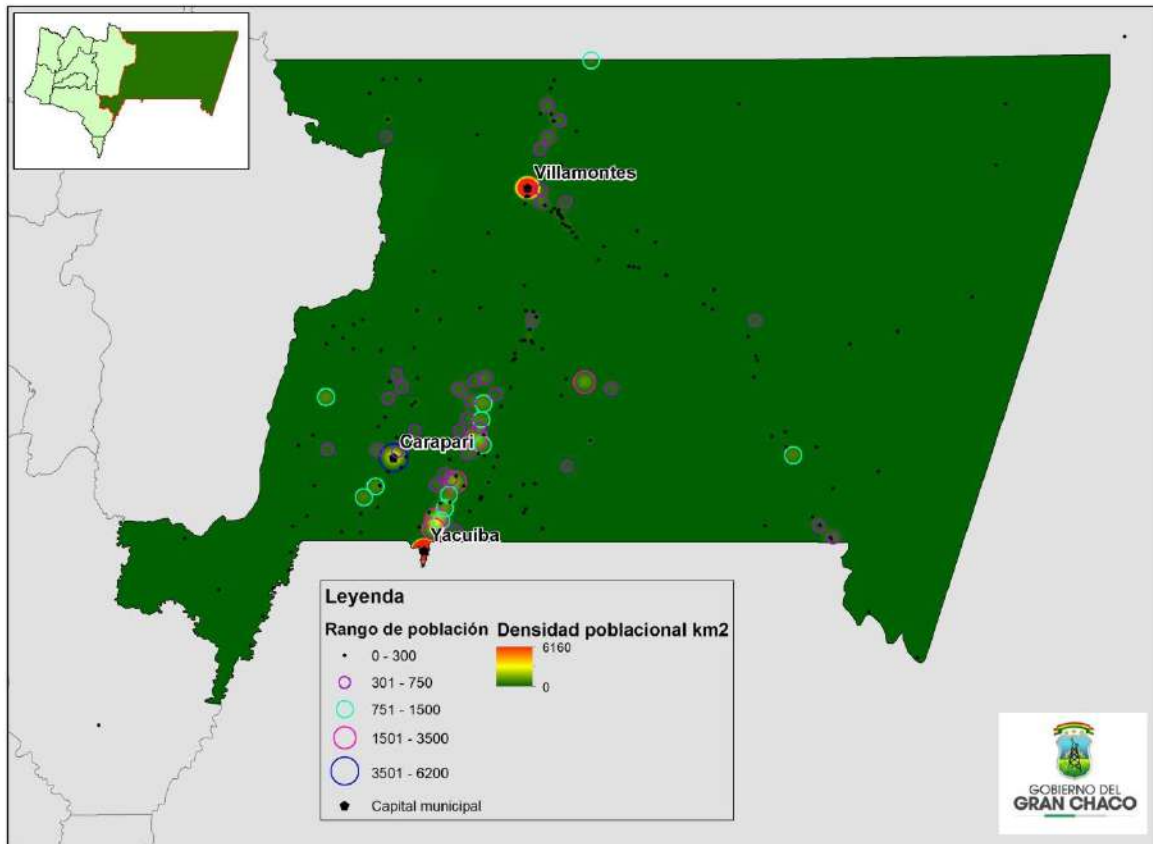 Villamontes
Carapari
Yacuiba
Leyenda
Rango de población
0 - 300
301 - 750
751 - 1500
1501 - 3500
3501 - 6200
Capital municipal
Densidad poblacional km2
6160
0
GOBIERNO DEL
GRAN CHACO